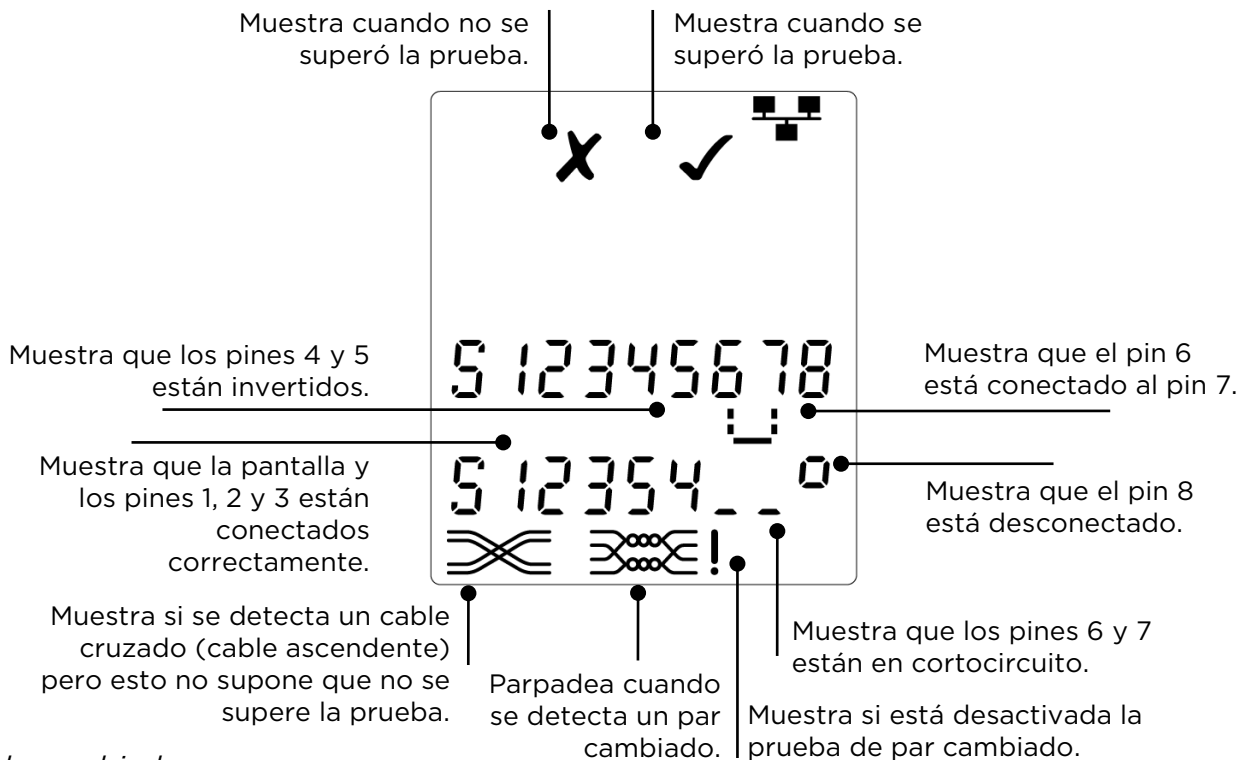 Muestra cuando no se
superó la prueba.
Muestra cuando se
superó la prueba.
S 12345678
Muestra que los pines 4 y 5
están invertidos.
Muestra que el pin 6
está conectado al pin 7.
S 12354_ _
Muestra que la pantalla y
los pines 1, 2 y 3 están
conectados
correctamente.
Muestra que el pin 8
está desconectado.
!
Muestra si se detecta un cable
cruzado (cable ascendente)
pero esto no supone que no se
supere la prueba.
Parpadea cuando
se detecta un par
cambiado.
Muestra que los pines 6 y 7
están en cortocircuito.
Muestra si está desactivada la
prueba de par cambiado.